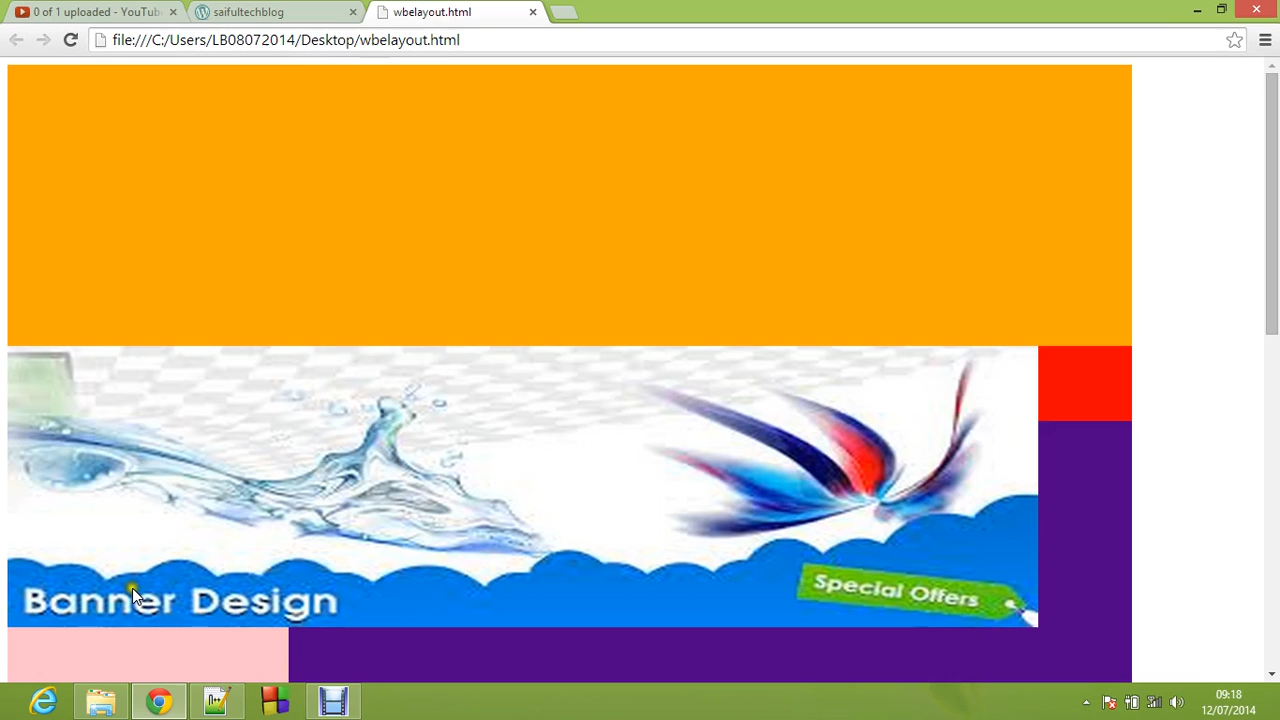 0 of 1 uploaded - YouTub
saifultechblog
wbelayout.html
file:///C:/Users/LB08072014/Desktop/wbelayout.html
Banner Design
Special Offers
09:18
12/07/2014